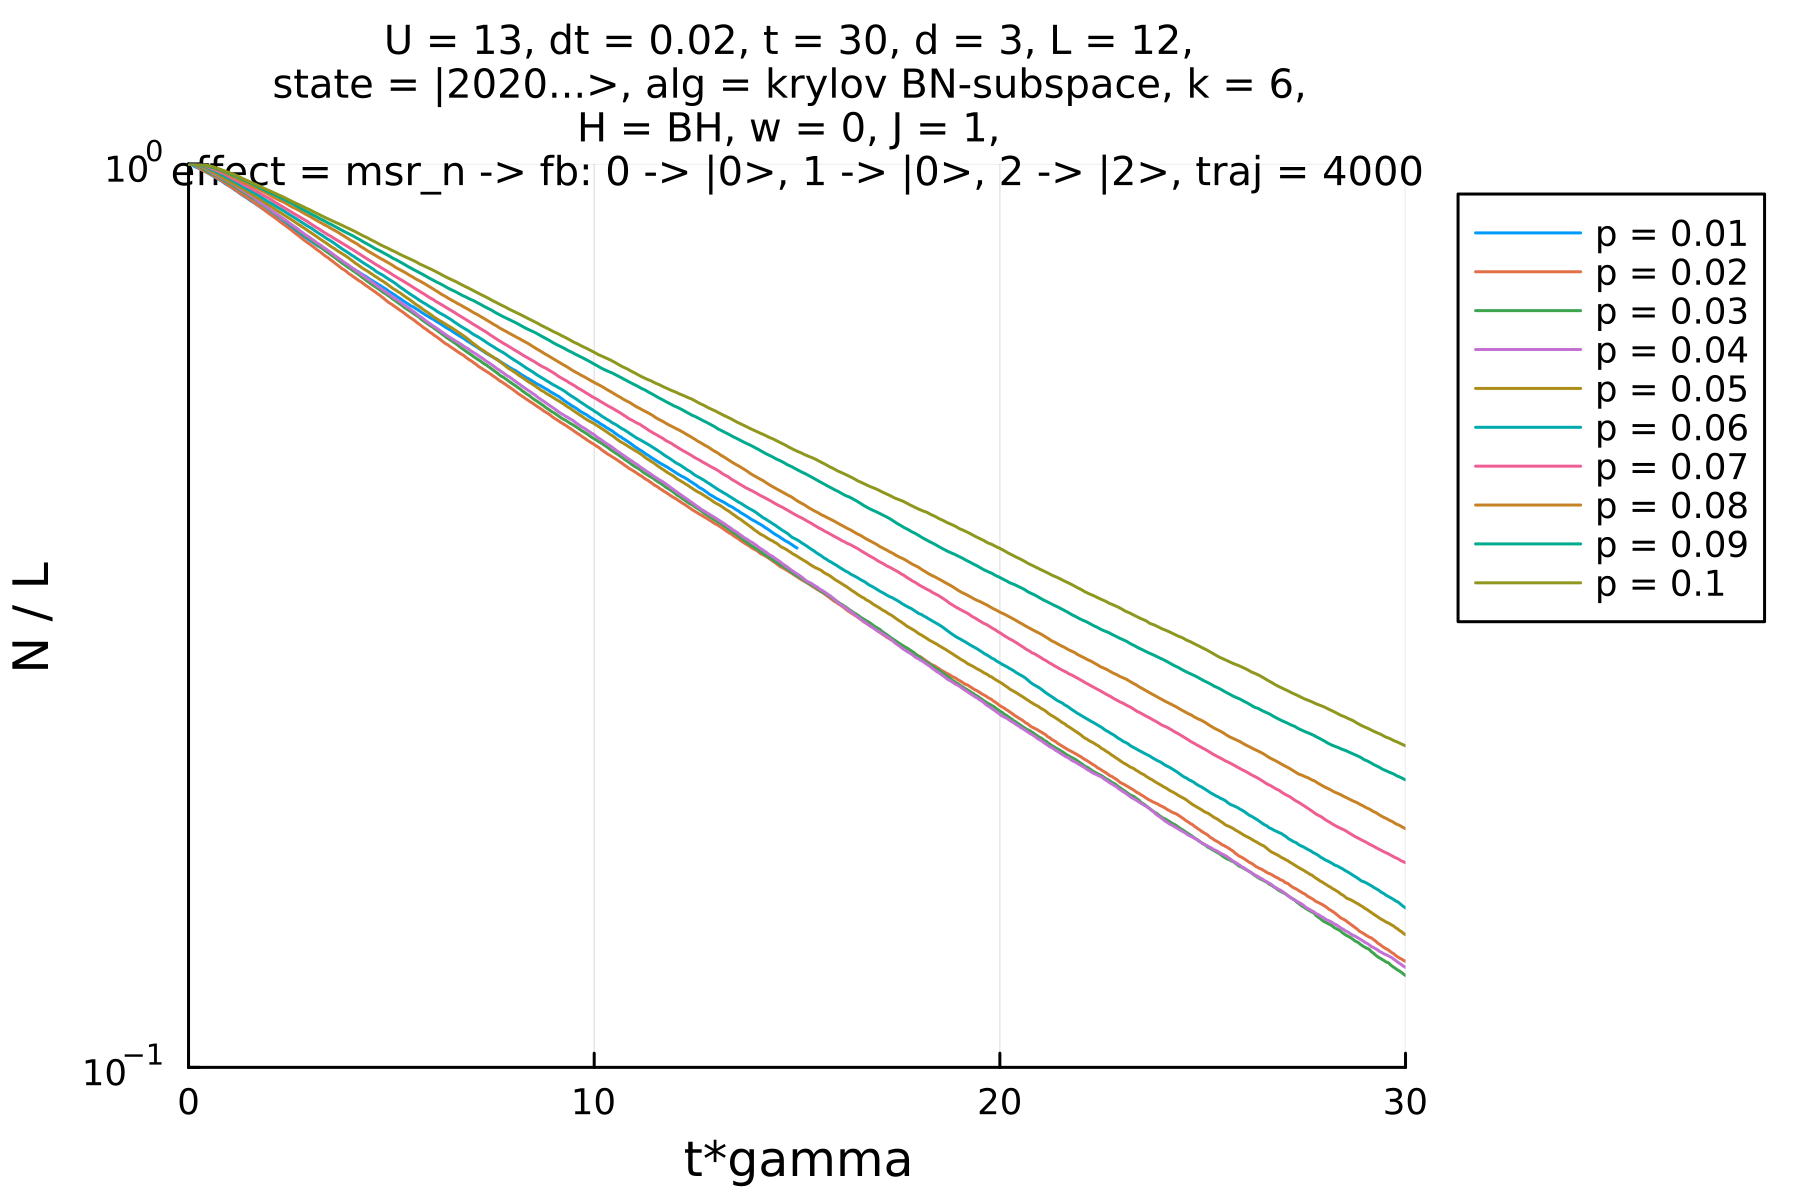 U = 13, dt = 0.02, t = 30, d = 3, L = 12,
state = |2020...>, alg = krylov BN-subspace, k = 6,
H = BH, w = 0, J = 1,
effect = msr_n -> fb: 0 -> |0>, 1 -> |0>, 2 -> |2>, traj = 4000
10⁰
10⁻¹
N / L
0
10
20
30
t*gamma
p = 0.01
p = 0.02
p = 0.03
p = 0.04
p = 0.05
p = 0.06
p = 0.07
p = 0.08
p = 0.09
p = 0.1